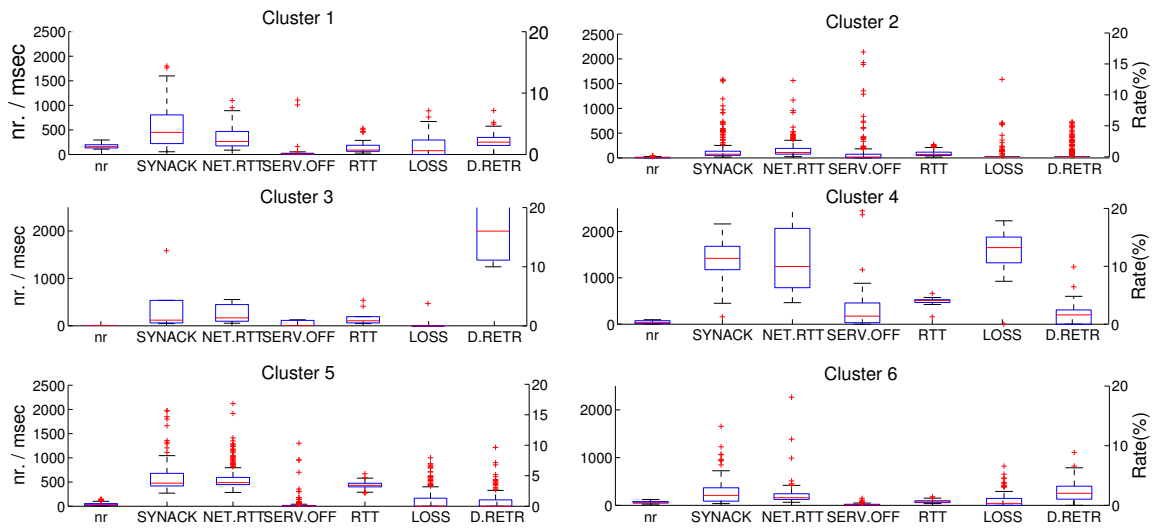 Cluster 1
2500
2000
1500
1000
500
0
nr. / msec
20
10
0
nr SYNACK NET.RTT SERV.OFF RTT LOSS D.RETR
Cluster 2
2500
2000
1500
1000
500
0
20
15
10
5
0
Rate(%)
nr SYNACK NET.RTT SERV.OFF RTT LOSS D.RETR
Cluster 3
2000
1000
0
nr. / msec
20
10
0
nr SYNACK NET.RTT SERV.OFF RTT LOSS D.RETR
Cluster 4
2000
1000
0
20
15
10
5
0
Rate(%)
nr SYNACK NET.RTT SERV.OFF RTT LOSS D.RETR
Cluster 5
2500
2000
1500
1000
500
0
nr. / msec
20
15
10
5
0
nr SYNACK NET.RTT SERV.OFF RTT LOSS D.RETR
Cluster 6
2000
1000
0
20
15
10
5
0
Rate(%)
nr SYNACK NET.RTT SERV.OFF RTT LOSS D.RETR